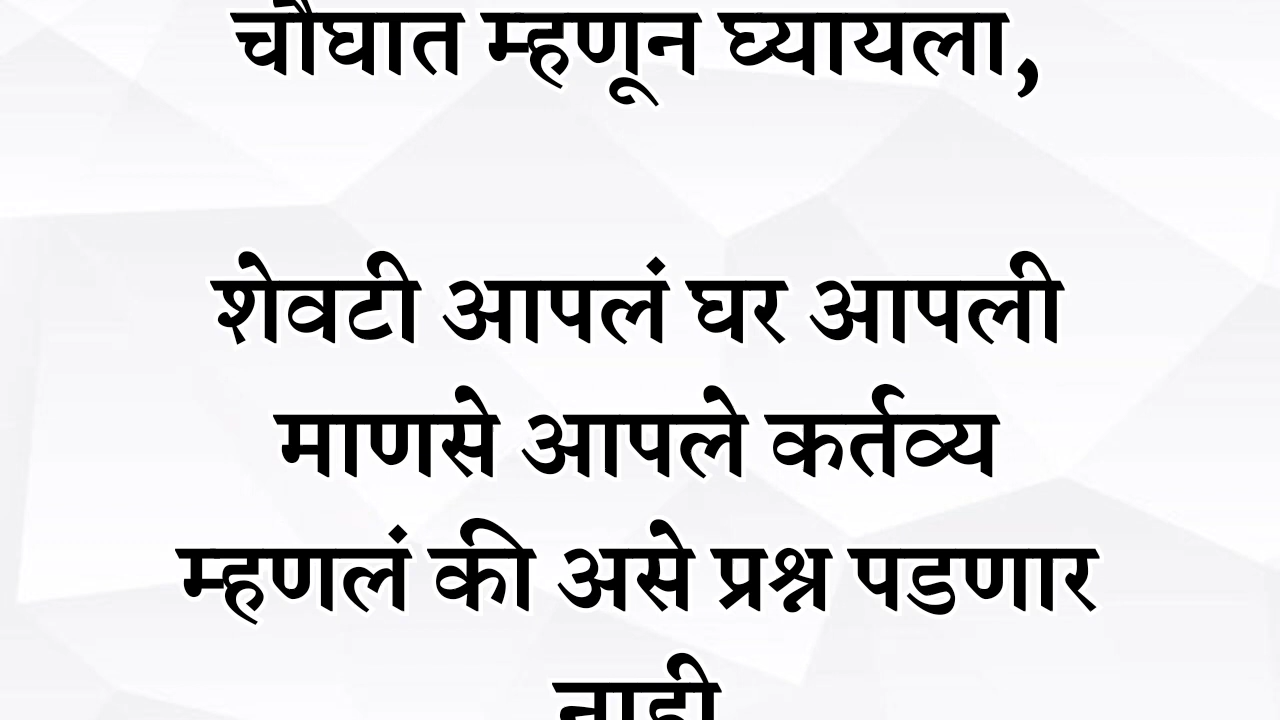 चौघात म्हणून घ्यायला,
शेवटी आपलं घर आपली
माणसे आपले कर्तव्य
म्हणलं की असे प्रश्न पडणार
नाही